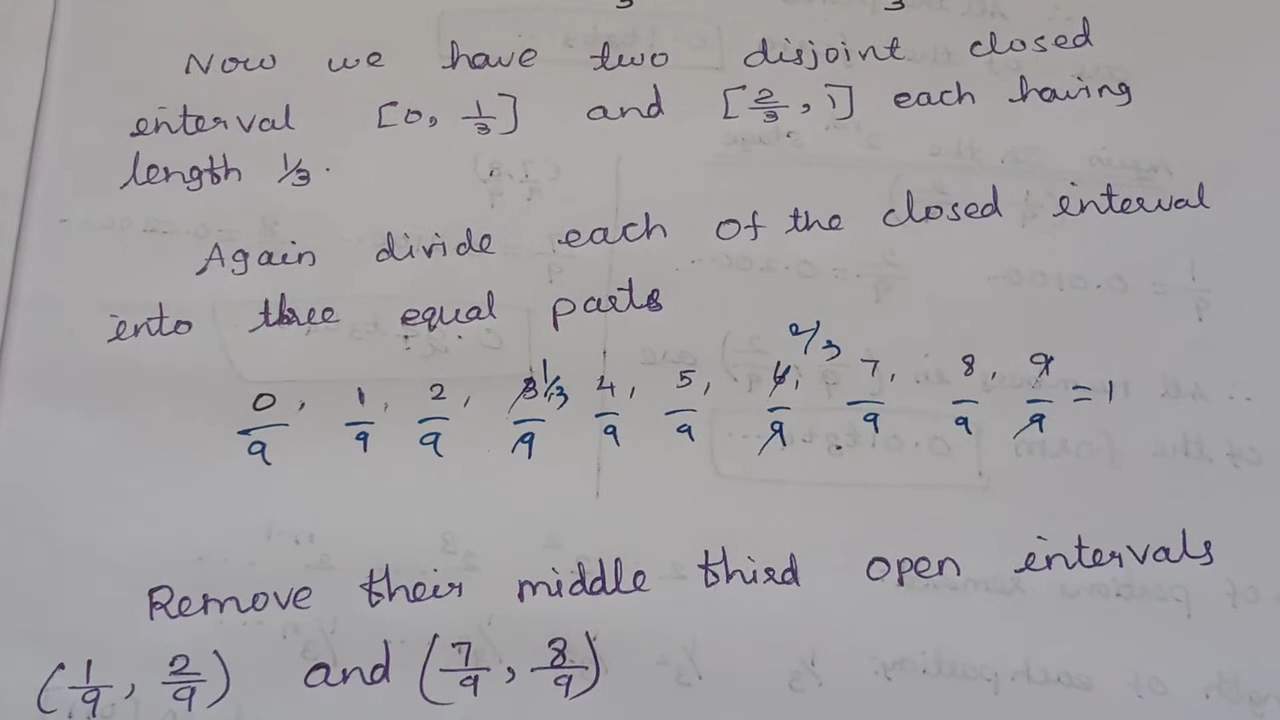 3 3
Now we have two disjoint closed
interval [0, 1/3] and [2/3, 1] each having
length 1/3.
Again divide each of the closed interval
into three equal parts
2/3
0/9, 1/9, 2/9, 3/9 1/3 4/9, 5/9, 6/9, 7/9, 8/9, 9/9 = 1
Remove their middle third open intervals
(1/9, 2/9) and (7/9, 8/9)